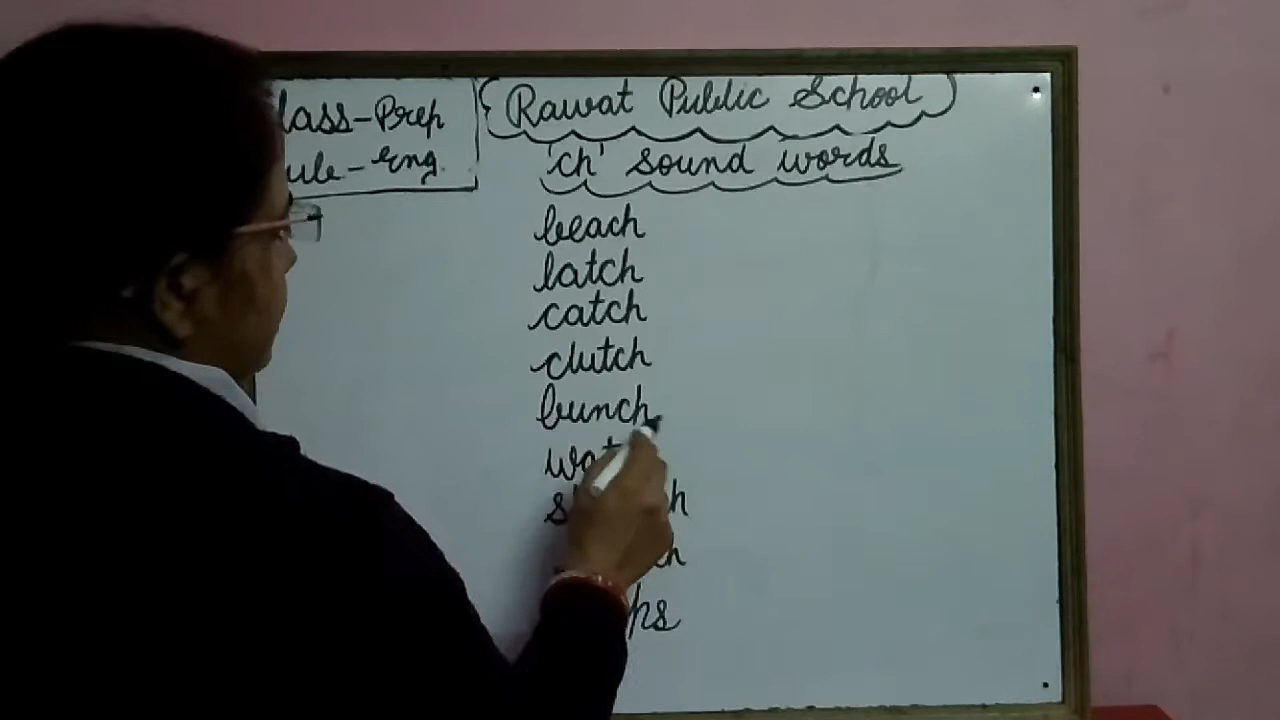 lass-Prep
ule-Eng.
Rawat Public School
'ch' sound words
beach
latch
catch
clutch
bunch